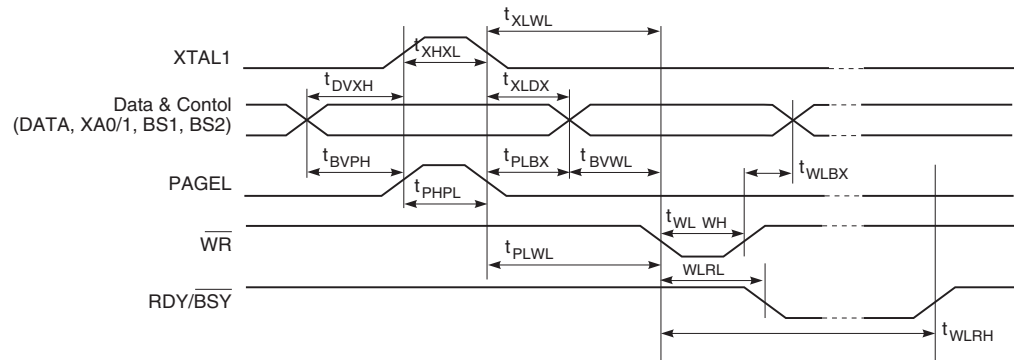 tXLWL
XTAL1
tXHXL
tDVXH
tXLDX
Data & Contol
(DATA, XA0/1, BS1, BS2)
tBVPH
tPLBX
tBVWL
tWLBX
PAGEL
tPHPL
tWL WH
WR
tPLWL
WLRL
RDY/BSY
tWLRH